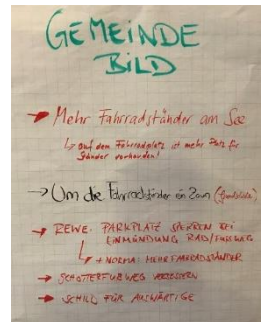 GEMEINDE
BILD
→ Mehr Fahrradständer am See
↳ auf dem Fahrradplatz ist mehr Platz für
Ständer vorhanden!
→ Um die Fahrradständer ein Zaun
→ REWE: PARKPLATZ SPERREN BEI
EINMÜNDUNG RAD/FUSSWEG
↳ + NORMA: MEHR FAHRRADSTÄNDER
→ SCHOTTERFUßWEG VERBESSERN
→ SCHILD FÜR AUSWÄRTIGE